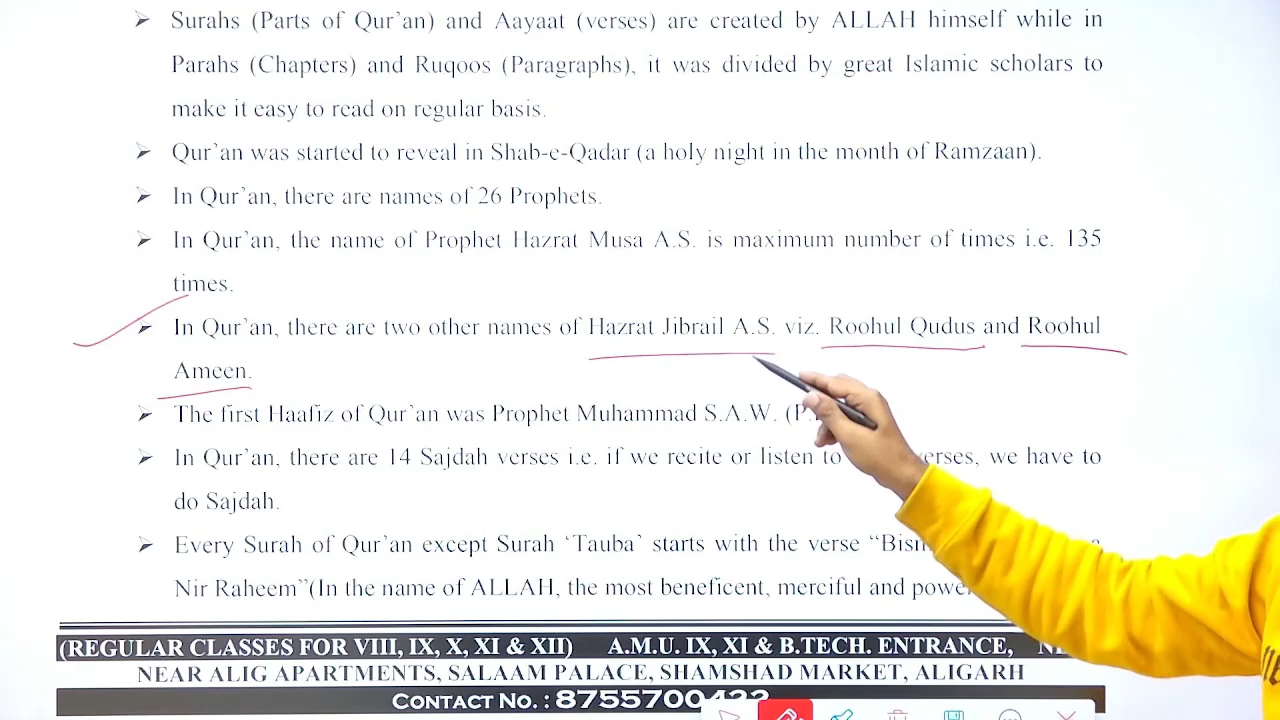 ➢ Surahs (Parts of Qur'an) and Aayaat (verses) are created by ALLAH himself while in
Parahs (Chapters) and Ruqoos (Paragraphs), it was divided by great Islamic scholars to
make it easy to read on regular basis.
➢ Qur'an was started to reveal in Shab-e-Qadar (a holy night in the month of Ramzaan).
➢ In Qur'an, there are names of 26 Prophets.
➢ In Qur'an, the name of Prophet Hazrat Musa A.S. is maximum number of times i.e. 135
times.
➢ In Qur'an, there are two other names of Hazrat Jibrail A.S. viz. Roohul Qudus and Roohul
Ameen.
➢ The first Haafiz of Qur'an was Prophet Muhammad S.A.W.
➢ In Qur'an, there are 14 Sajdah verses i.e. if we recite or listen to verses, we have to
do Sajdah.
➢ Every Surah of Qur'an except Surah 'Tauba' starts with the verse
Nir Raheem"(In the name of ALLAH, the most beneficent, merciful and
(REGULAR CLASSES FOR VIII, IX, X, XI & XII) A.M.U. IX, XI & B.TECH. ENTRANCE,
NEAR ALIG APARTMENTS, SALAAM PALACE, SHAMSHAD MARKET, ALIGARH
CONTACT NO. : 8755700432